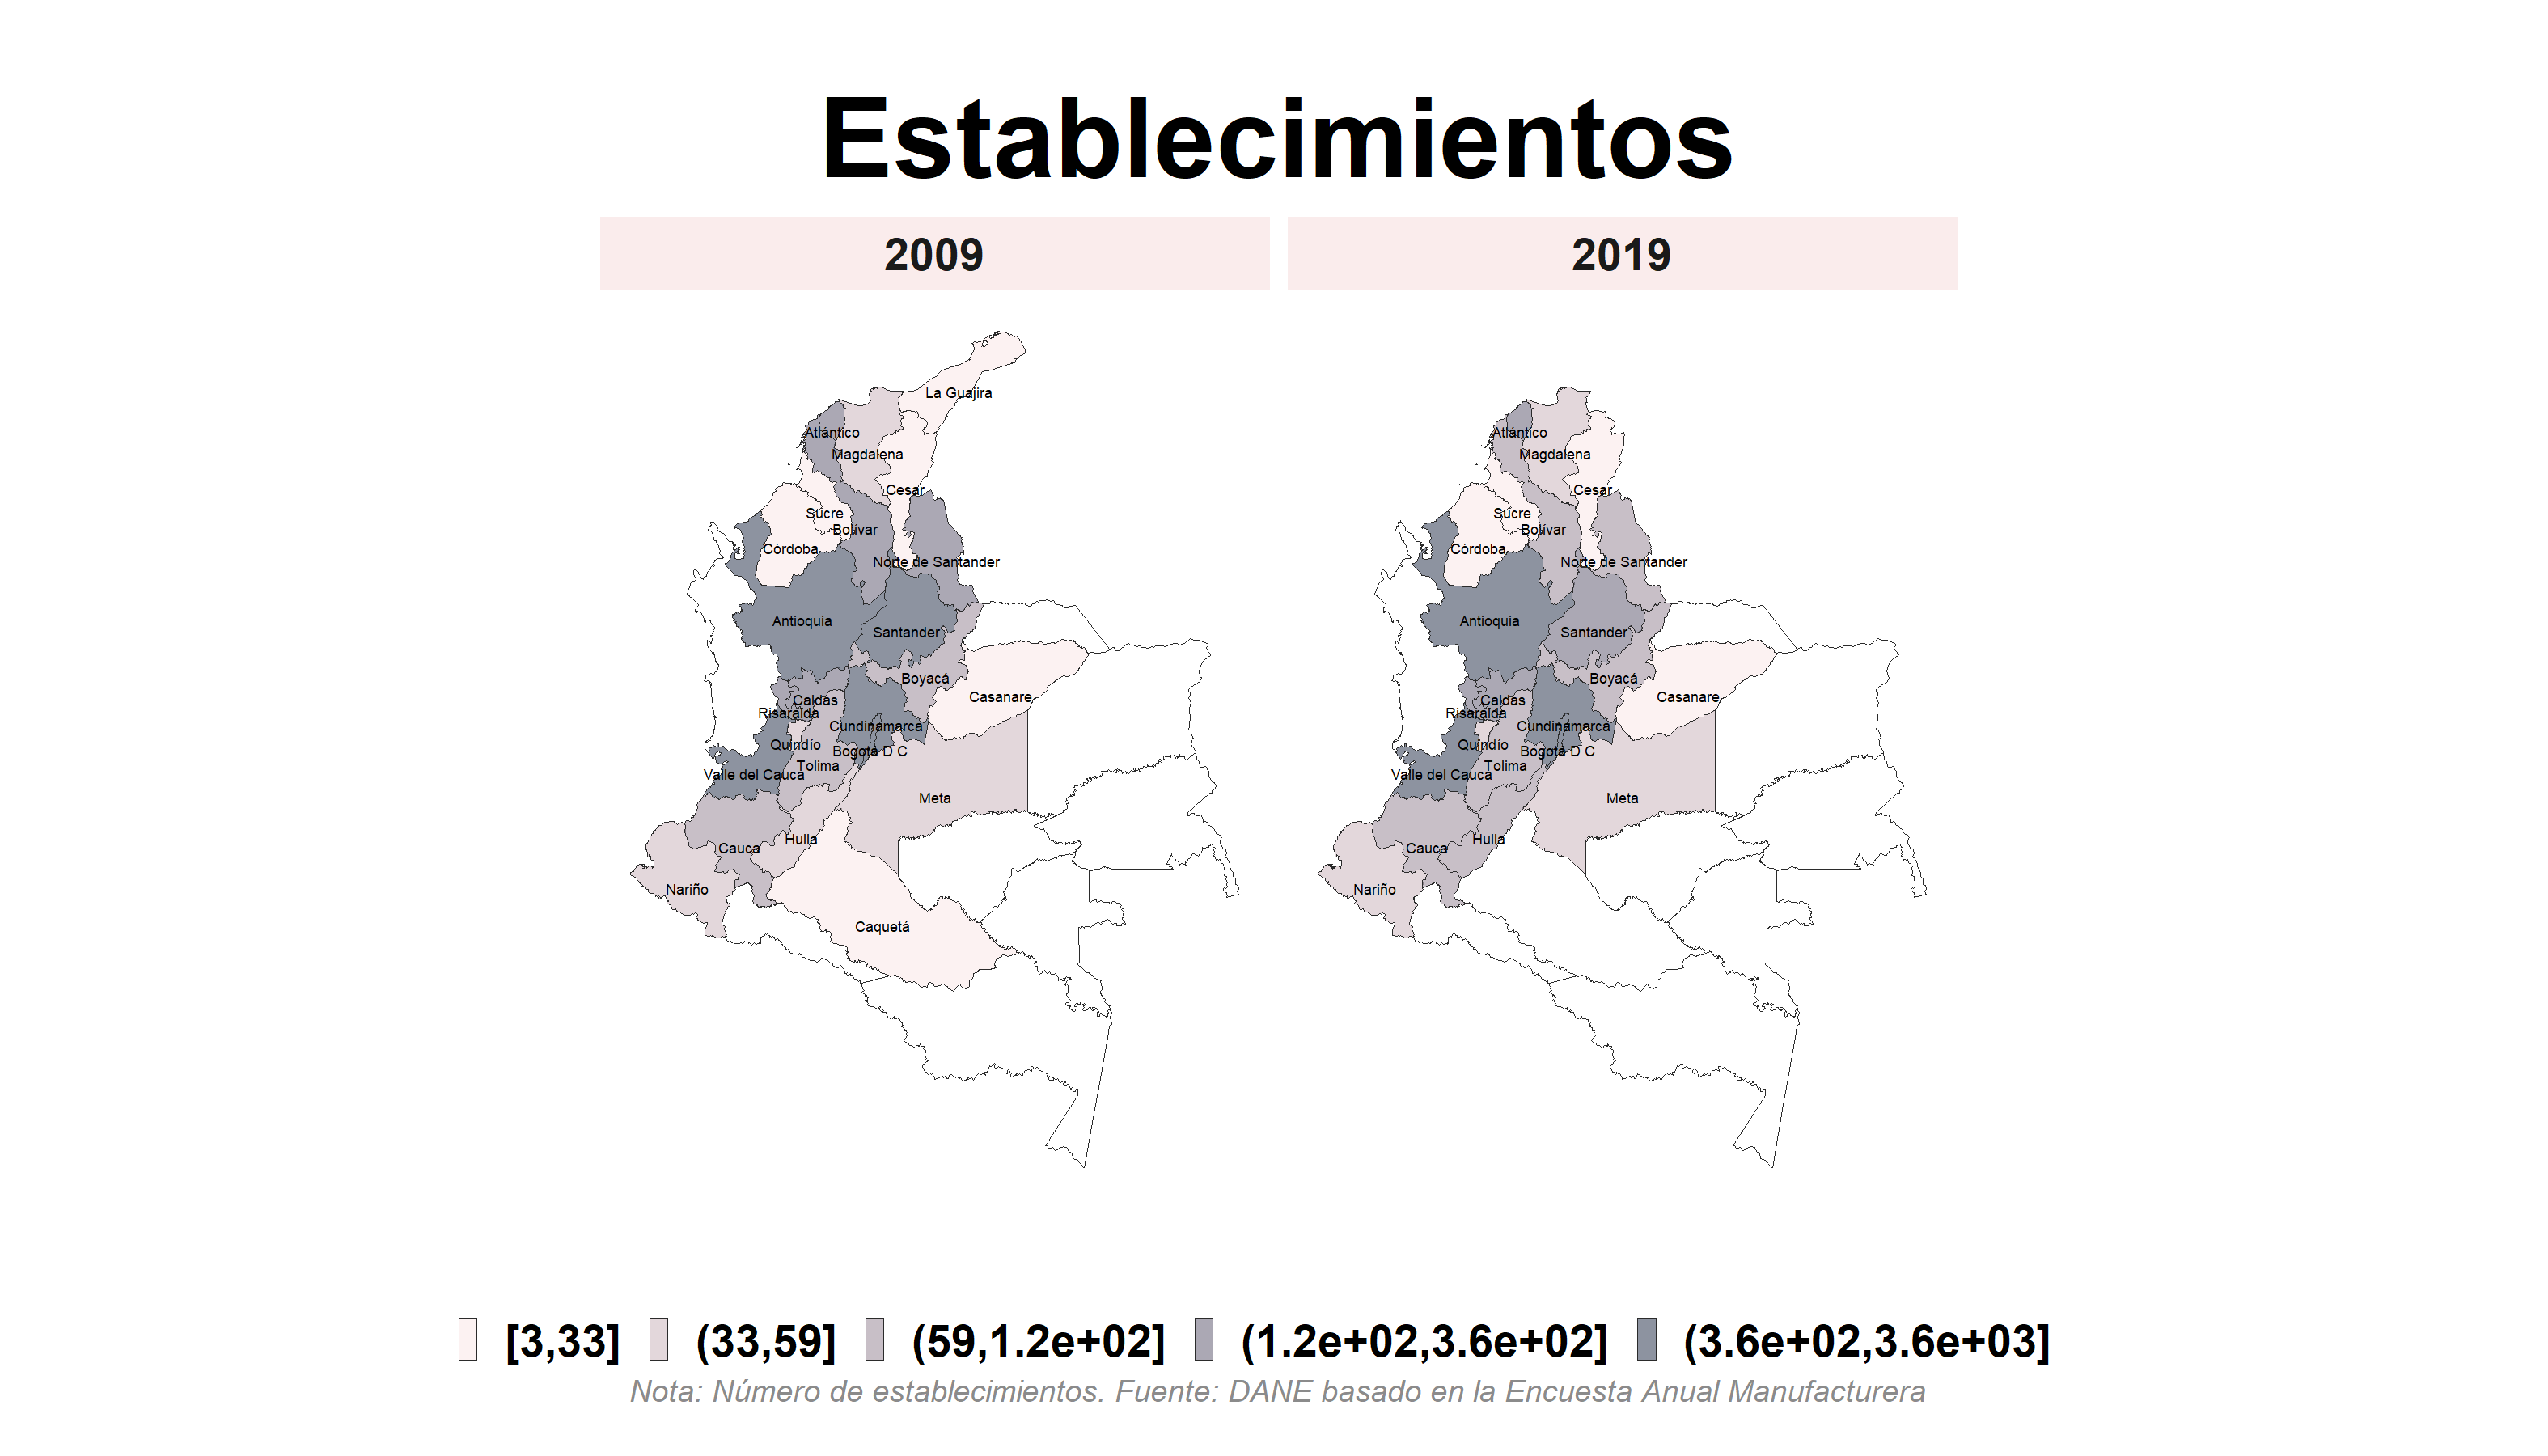 Establecimientos
2009 2019
La Guajira
Atlántico
Magdalena
Cesar
Sucre
Bolívar
Córdoba
Norte de Santander
Antioquia
Santander
Boyacá
Casanare
Caldas
Risaralda
Cundinamarca
Quindío
Bogotá D C
Tolima
Valle del Cauca
Meta
Huila
Cauca
Nariño
Caquetá
Atlántico
Magdalena
Cesar
Sucre
Bolívar
Córdoba
Norte de Santander
Antioquia
Santander
Boyacá
Casanare
Caldas
Risaralda
Cundinamarca
Quindío
Bogotá D C
Tolima
Valle del Cauca
Meta
Huila
Cauca
Nariño
[3,33] (33,59] (59,1.2e+02] (1.2e+02,3.6e+02] (3.6e+02,3.6e+03]
Nota: Número de establecimientos. Fuente: DANE basado en la Encuesta Anual Manufacturera